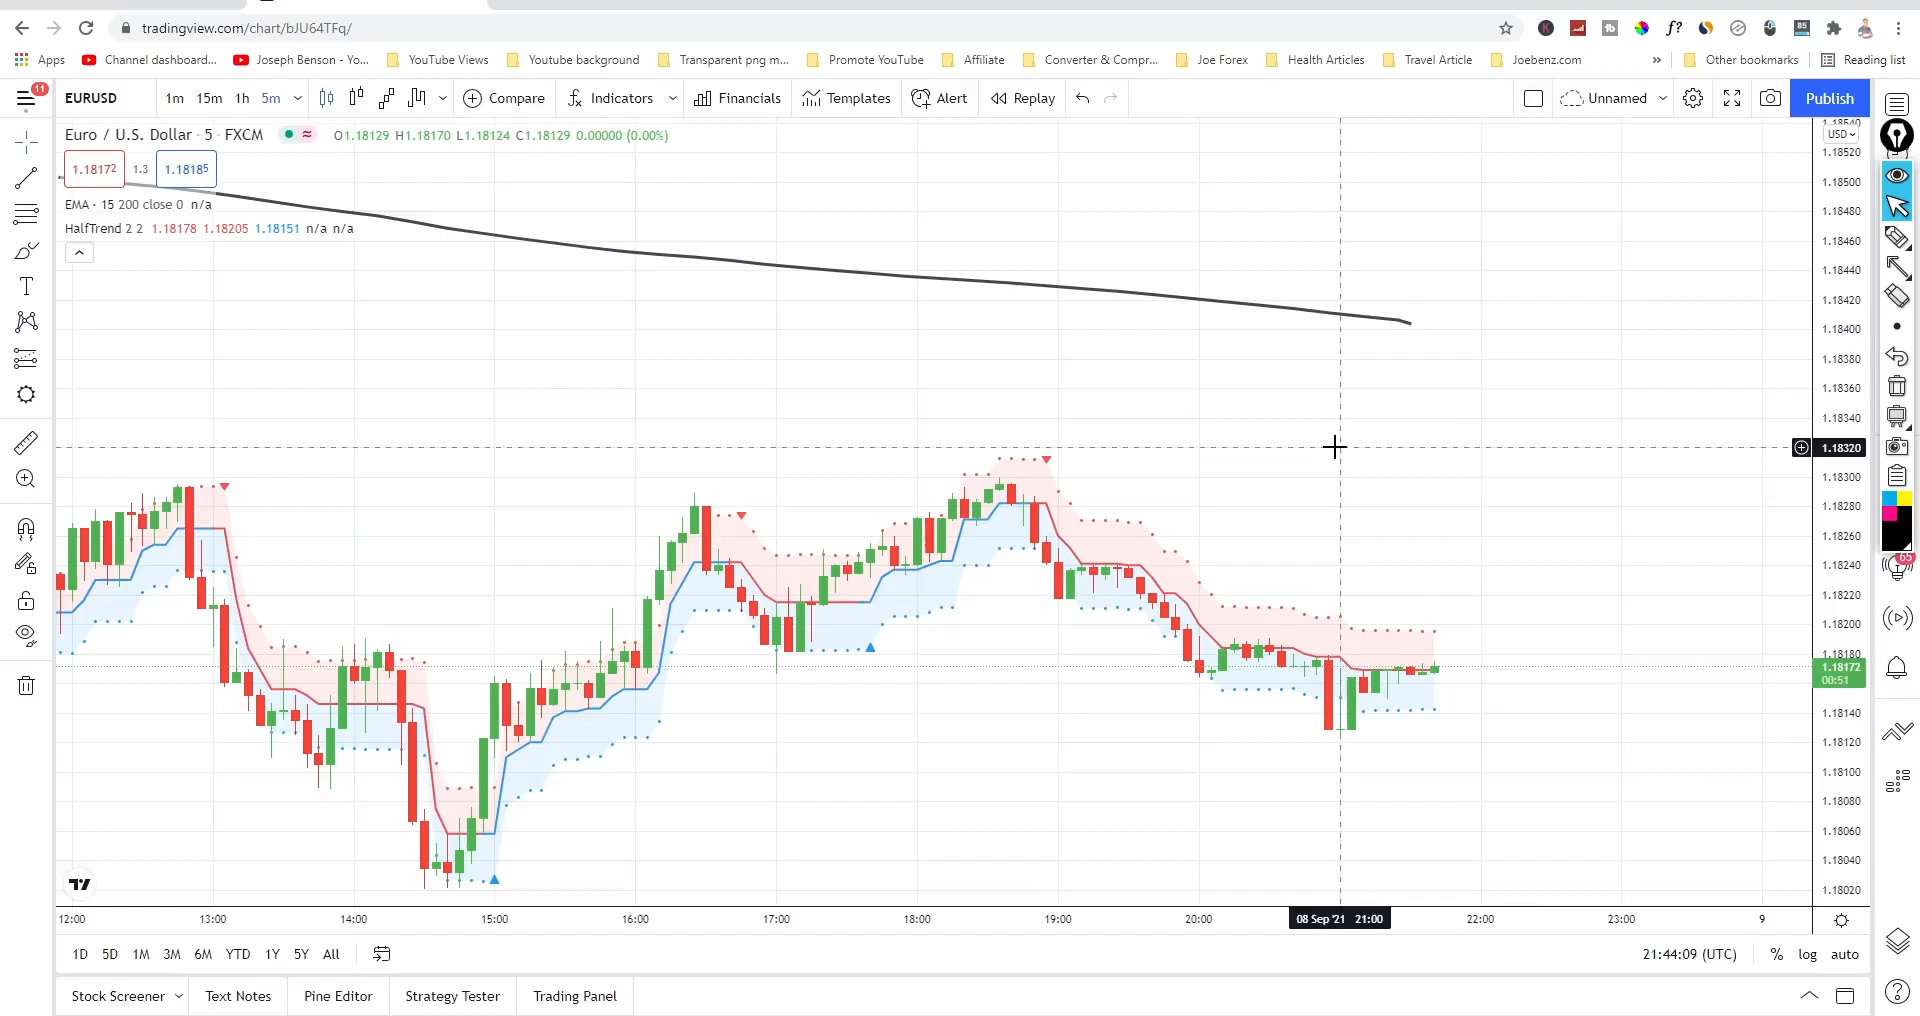 tradingview.com/chart/bJU64TFq/
85
Apps Channel dashboard... Joseph Benson - Yo... YouTube Views Youtube background Transparent png m... Promote YouTube Affiliate Converter & Compr... Joe Forex Health Articles Travel Article Joebenz.com » Other bookmarks Reading list
11
EURUSD 1m 15m 1h 5m Compare Indicators Financials Templates Alert Replay Unnamed Publish
Euro / U.S. Dollar · 5 · FXCM O1.18129 H1.18170 L1.18124 C1.18129 0.00000 (0.00%)
1.18172 1.3 1.18185
EMA · 15 200 close 0 n/a
HalfTrend 2 2 1.18178 1.18205 1.18151 n/a n/a
1.18540
USD
1.18520
1.18500
1.18480
1.18460
1.18440
1.18420
1.18400
1.18380
1.18360
1.18340
1.18320
1.18300
1.18280
1.18260
1.18240
1.18220
1.18200
1.18180
1.18172
00:51
1.18140
1.18120
1.18100
1.18080
1.18060
1.18040
1.18020
65
12:00 13:00 14:00 15:00 16:00 17:00 18:00 19:00 20:00 08 Sep '21 21:00 22:00 23:00 9
1D 5D 1M 3M 6M YTD 1Y 5Y All 21:44:09 (UTC) % log auto
Stock Screener Text Notes Pine Editor Strategy Tester Trading Panel